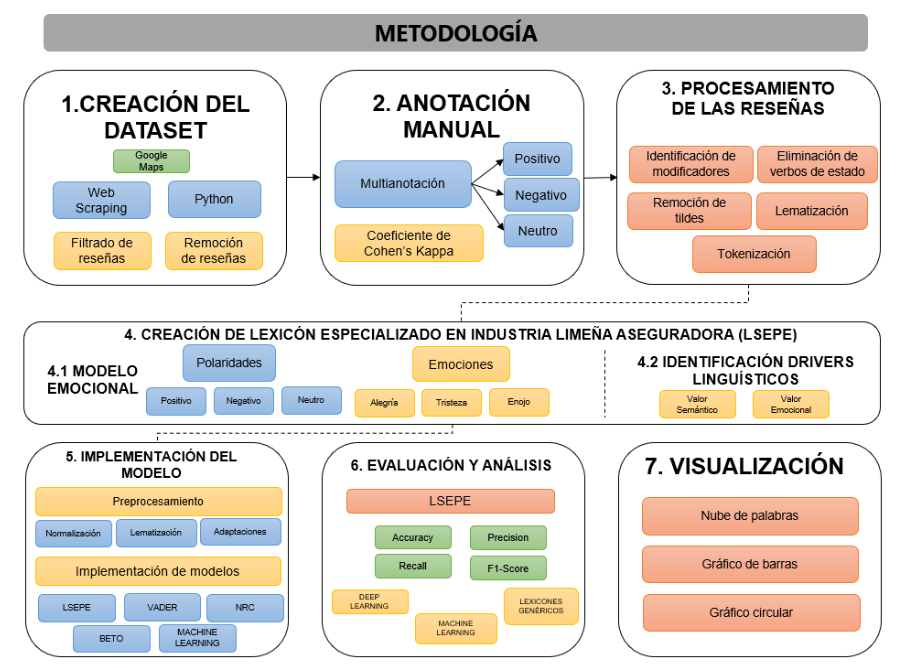 METODOLOGÍA
1.CREACIÓN DEL
DATASET
Google
Maps
Web
Scraping
Python
Filtrado de
reseñas
Remoción
de reseñas
2. ANOTACIÓN
MANUAL
Multianotación
Positivo
Negativo
Neutro
Coeficiente de
Cohen's Kappa
3. PROCESAMIENTO
DE LAS RESEÑAS
Identificación de
modificadores
Eliminación de
verbos de estado
Remoción de
tildes
Lematización
Tokenización
4. CREACIÓN DE LEXICÓN ESPECIALIZADO EN INDUSTRIA LIMEÑA ASEGURADORA (LSEPE)
4.1 MODELO
EMOCIONAL
Polaridades
Positivo
Negativo
Neutro
Emociones
Alegría
Tristeza
Enojo
4.2 IDENTIFICACIÓN DRIVERS
LINGUÍSTICOS
Valor
Semántico
Valor
Emocional
5. IMPLEMENTACIÓN DEL
MODELO
Preprocesamiento
Normalización
Lematización
Adaptaciones
Implementación de modelos
LSEPE
VADER
NRC
BETO
MACHINE
LEARNING
6. EVALUACIÓN Y ANÁLISIS
LSEPE
Accuracy
Precision
Recall
F1-Score
DEEP
LEARNING
MACHINE
LEARNING
LEXICONES
GENÉRICOS
7. VISUALIZACIÓN
Nube de palabras
Gráfico de barras
Gráfico circular